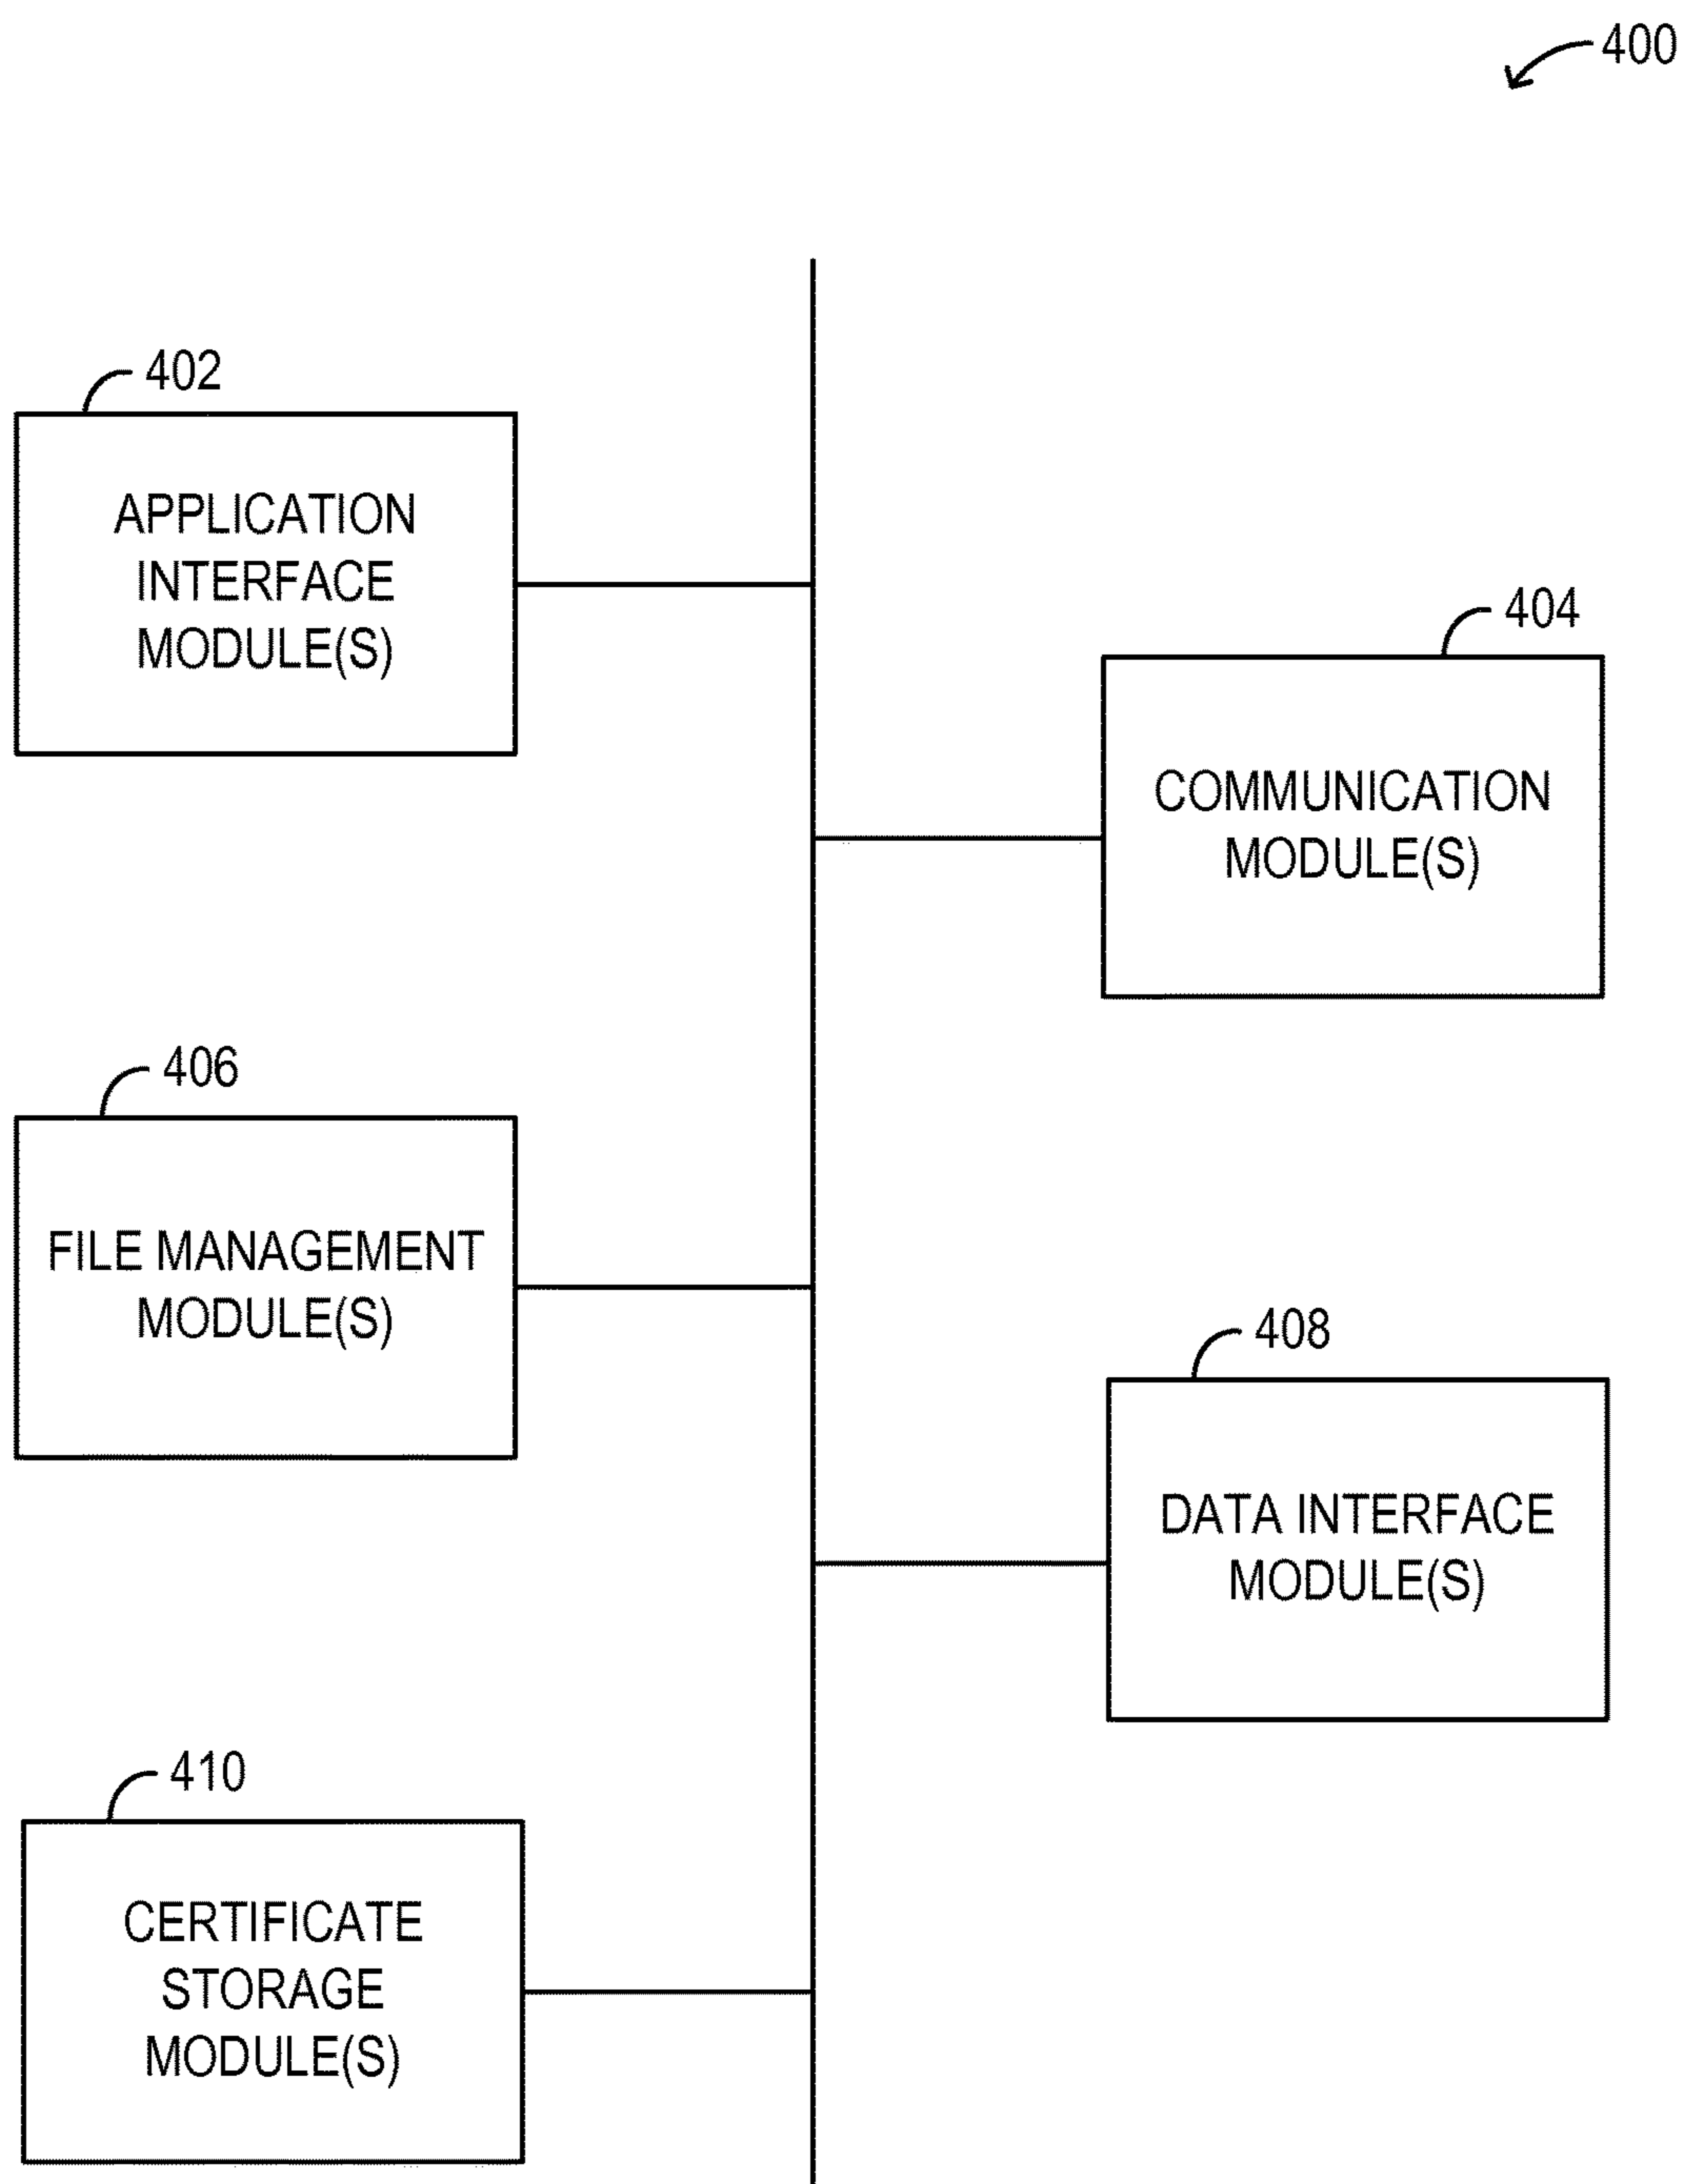 400
402
APPLICATION
INTERFACE
MODULE(S)
404
COMMUNICATION
MODULE(S)
406
FILE MANAGEMENT
MODULE(S)
408
DATA INTERFACE
MODULE(S)
410
CERTIFICATE
STORAGE
MODULE(S)